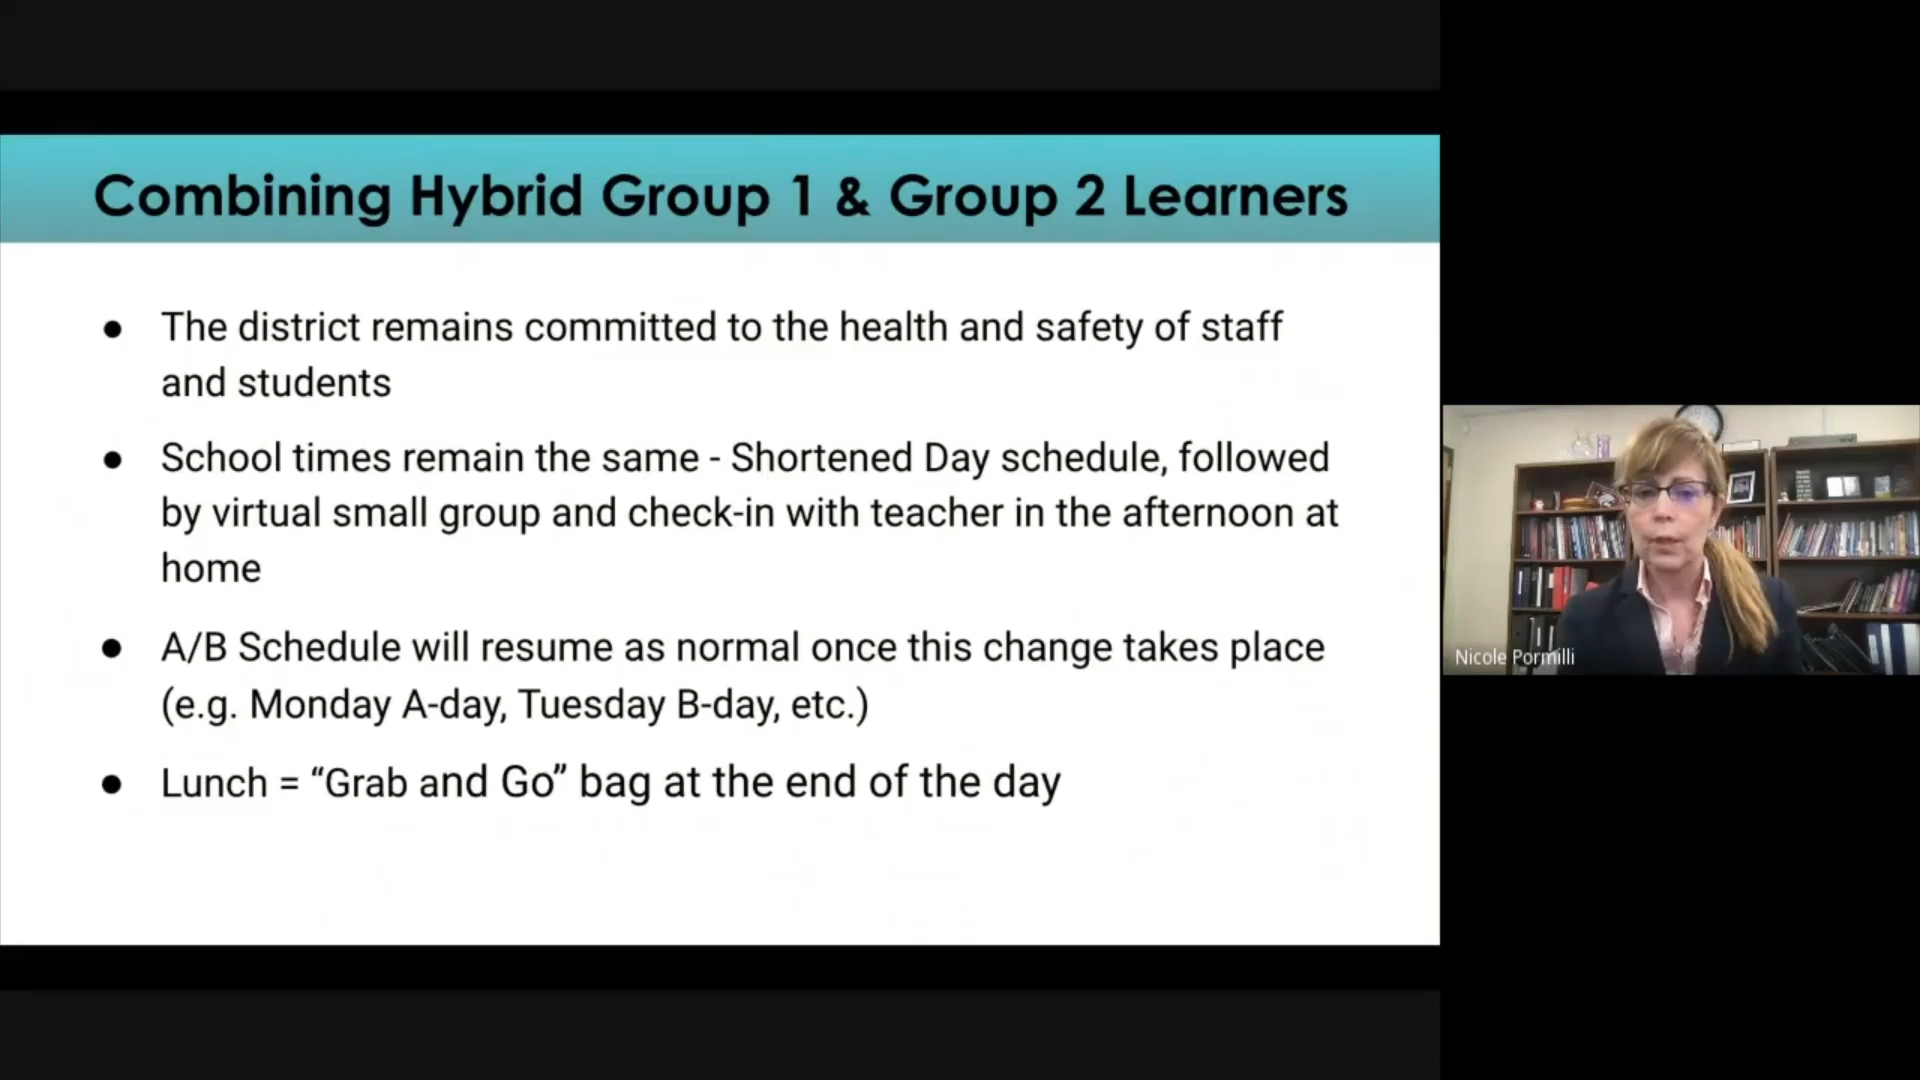 Combining Hybrid Group 1 & Group 2 Learners
● The district remains committed to the health and safety of staff
and students
● School times remain the same - Shortened Day schedule, followed
by virtual small group and check-in with teacher in the afternoon at
home
● A/B Schedule will resume as normal once this change takes place
(e.g. Monday A-day, Tuesday B-day, etc.)
● Lunch = “Grab and Go” bag at the end of the day
Nicole Pormilli